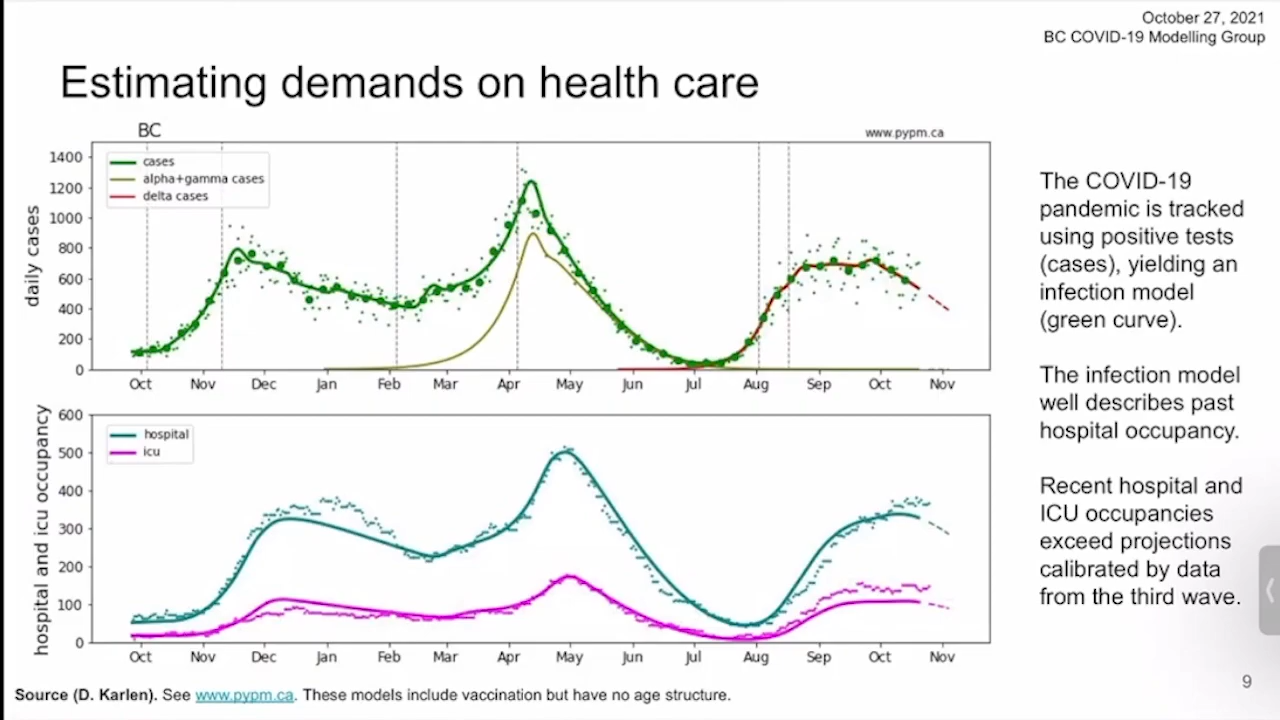 October 27, 2021
BC COVID-19 Modelling Group
Estimating demands on health care
BC
www.pypm.ca
cases
alpha+gamma cases
delta cases
daily cases
1400
1200
1000
800
600
400
200
0
Oct Nov Dec Jan Feb Mar Apr May Jun Jul Aug Sep Oct Nov
hospital
icu
hospital and icu occupancy
600
500
400
300
200
100
0
Oct Nov Dec Jan Feb Mar Apr May Jun Jul Aug Sep Oct Nov
The COVID-19
pandemic is tracked
using positive tests
(cases), yielding an
infection model
(green curve).
The infection model
well describes past
hospital occupancy.
Recent hospital and
ICU occupancies
exceed projections
calibrated by data
from the third wave.
Source (D. Karlen). See www.pypm.ca. These models include vaccination but have no age structure.
9